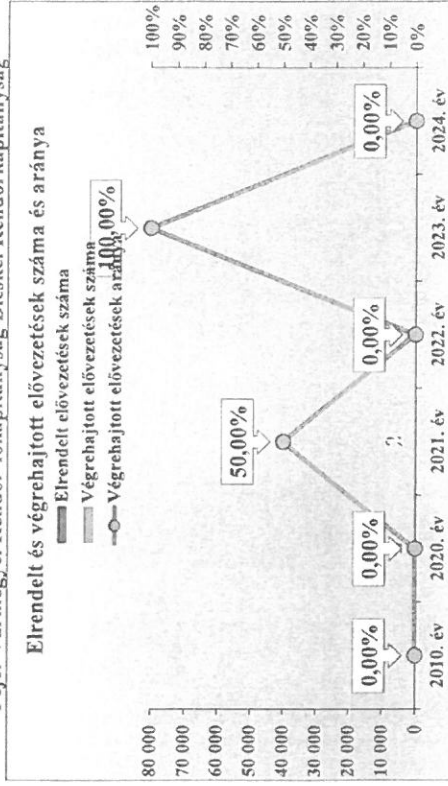 Elrendelt és végrehajtott elővezetések száma és aránya
Elrendelt elővezetések száma
Végrehajtott elővezetések száma
Végrehajtott elővezetések aránya
80 000
70 000
60 000
50 000
40 000
30 000
20 000
10 000
0
100%
90%
80%
70%
60%
50%
40%
30%
20%
10%
0%
0,00%
0,00%
50,00%
0,00%
100,00%
0,00%
2010. év
2020. év
2021. év
2022. év
2023. év
2024. év